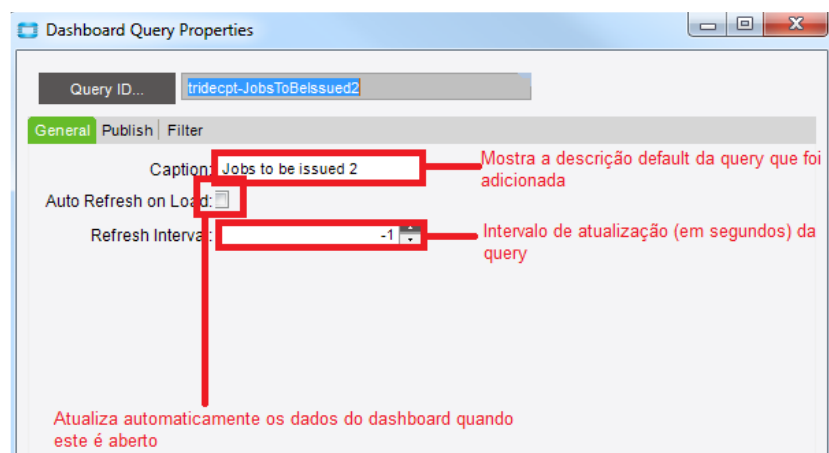 Dashboard Query Properties
Query ID...
tridecpt-JobsToBeIssued2
General Publish Filter
Caption: Jobs to be issued 2
Mostra a descrição default da query que foi
adicionada
Auto Refresh on Load:
Refresh Interval: -1
Intervalo de atualização (em segundos) da
query
Atualiza automaticamente os dados do dashboard quando
este é aberto